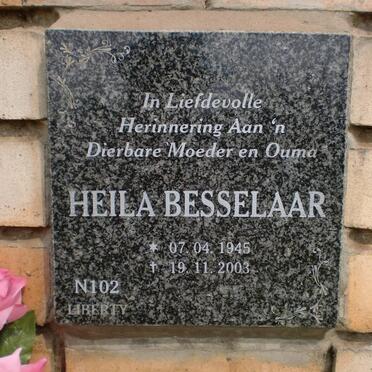 In Liefdevolle
Herinnering Aan 'n
Dierbare Moeder en Ouma
HEILA BESSELAAR
* 07. 04. 1945
† 19. 11. 2003
N102
LIBERTY